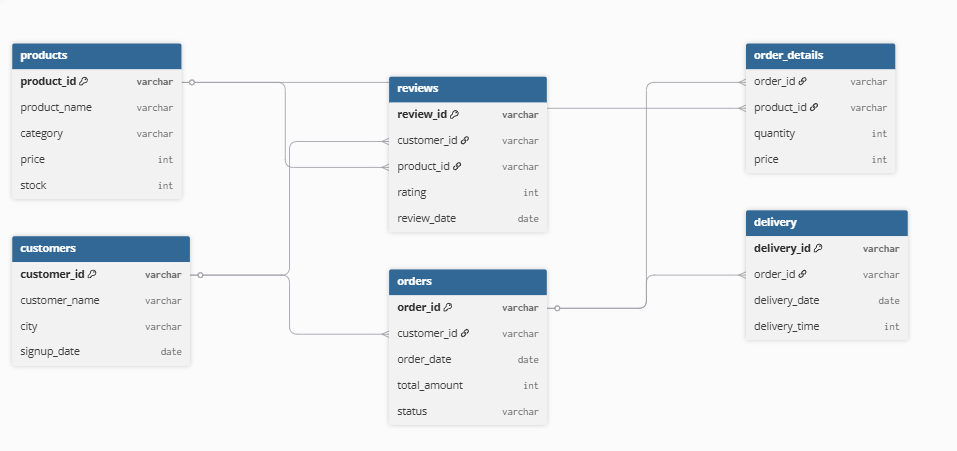 products
product_id varchar
product_name varchar
category varchar
price int
stock int
customers
customer_id varchar
customer_name varchar
city varchar
signup_date date
reviews
review_id varchar
customer_id varchar
product_id varchar
rating int
review_date date
orders
order_id varchar
customer_id varchar
order_date date
total_amount int
status varchar
order_details
order_id varchar
product_id varchar
quantity int
price int
delivery
delivery_id varchar
order_id varchar
delivery_date date
delivery_time int